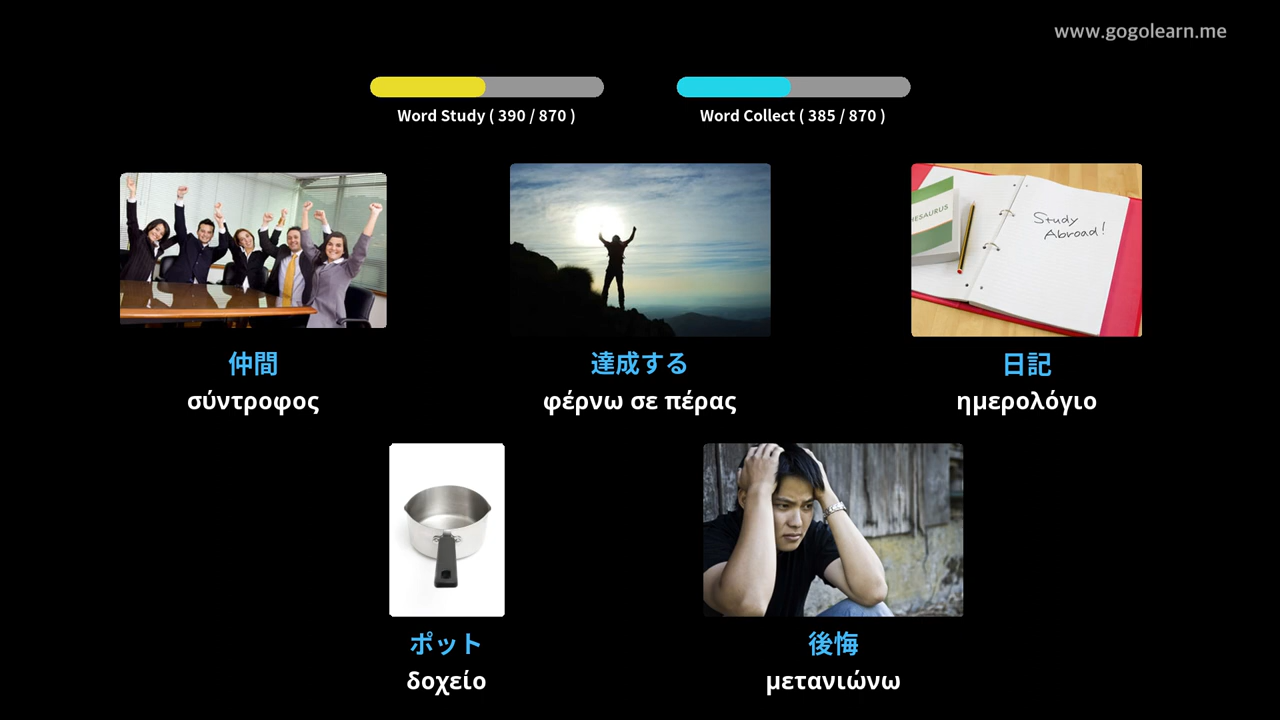 www.gogolearn.me
Word Study ( 390 / 870 )
Word Collect ( 385 / 870 )
ESAURUS
Study
Abroad!
仲間
達成する
日記
σύντροφος
φέρνω σε πέρας
ημερολόγιο
ポット
後悔
δοχείο
μετανιώνω